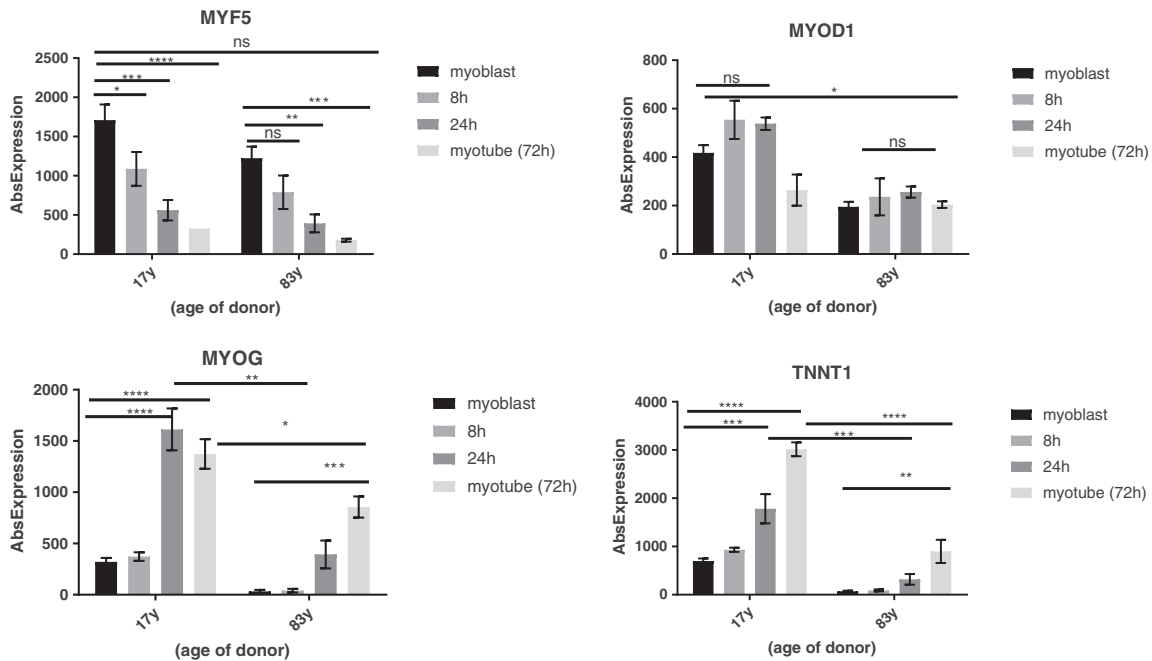 MYF5
ns
****
***
*
***
**
ns
2500
2000
1500
1000
500
0
AbsExpression
17y
83y
(age of donor)
myoblast
8h
24h
myotube (72h)
MYOD1
ns
*
ns
800
600
400
200
0
AbsExpression
17y
83y
(age of donor)
myoblast
8h
24h
myotube (72h)
MYOG
**
****
****
*
***
2000
1500
1000
500
0
AbsExpression
17y
83y
(age of donor)
myoblast
8h
24h
myotube (72h)
TNNT1
****
***
****
***
**
4000
3000
2000
1000
0
AbsExpression
17y
83y
(age of donor)
myoblast
8h
24h
myotube (72h)